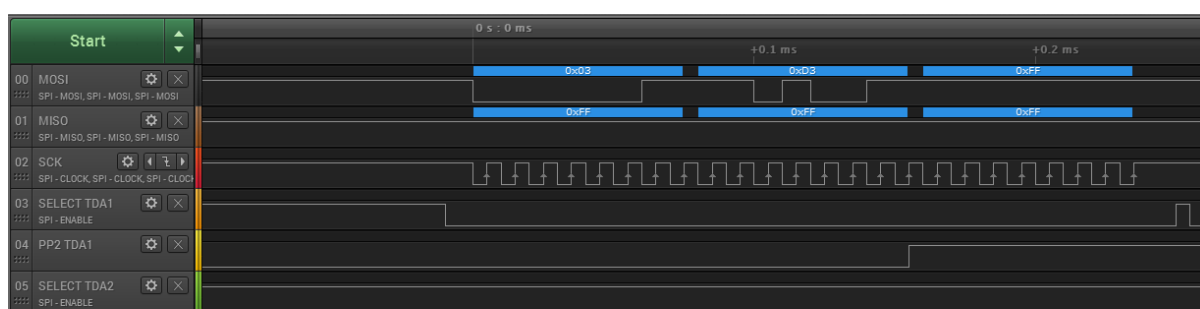 Start
0 s : 0 ms
+0.1 ms
+0.2 ms
00 MOSI
SPI - MOSI, SPI - MOSI, SPI - MOSI
0x03
0xD3
0xFF
01 MISO
SPI - MISO, SPI - MISO, SPI - MISO
0xFF
0xFF
0xFF
02 SCK
SPI - CLOCK, SPI - CLOCK, SPI - CLOCK
03 SELECT TDA1
SPI - ENABLE
04 PP2 TDA1
05 SELECT TDA2
SPI - ENABLE